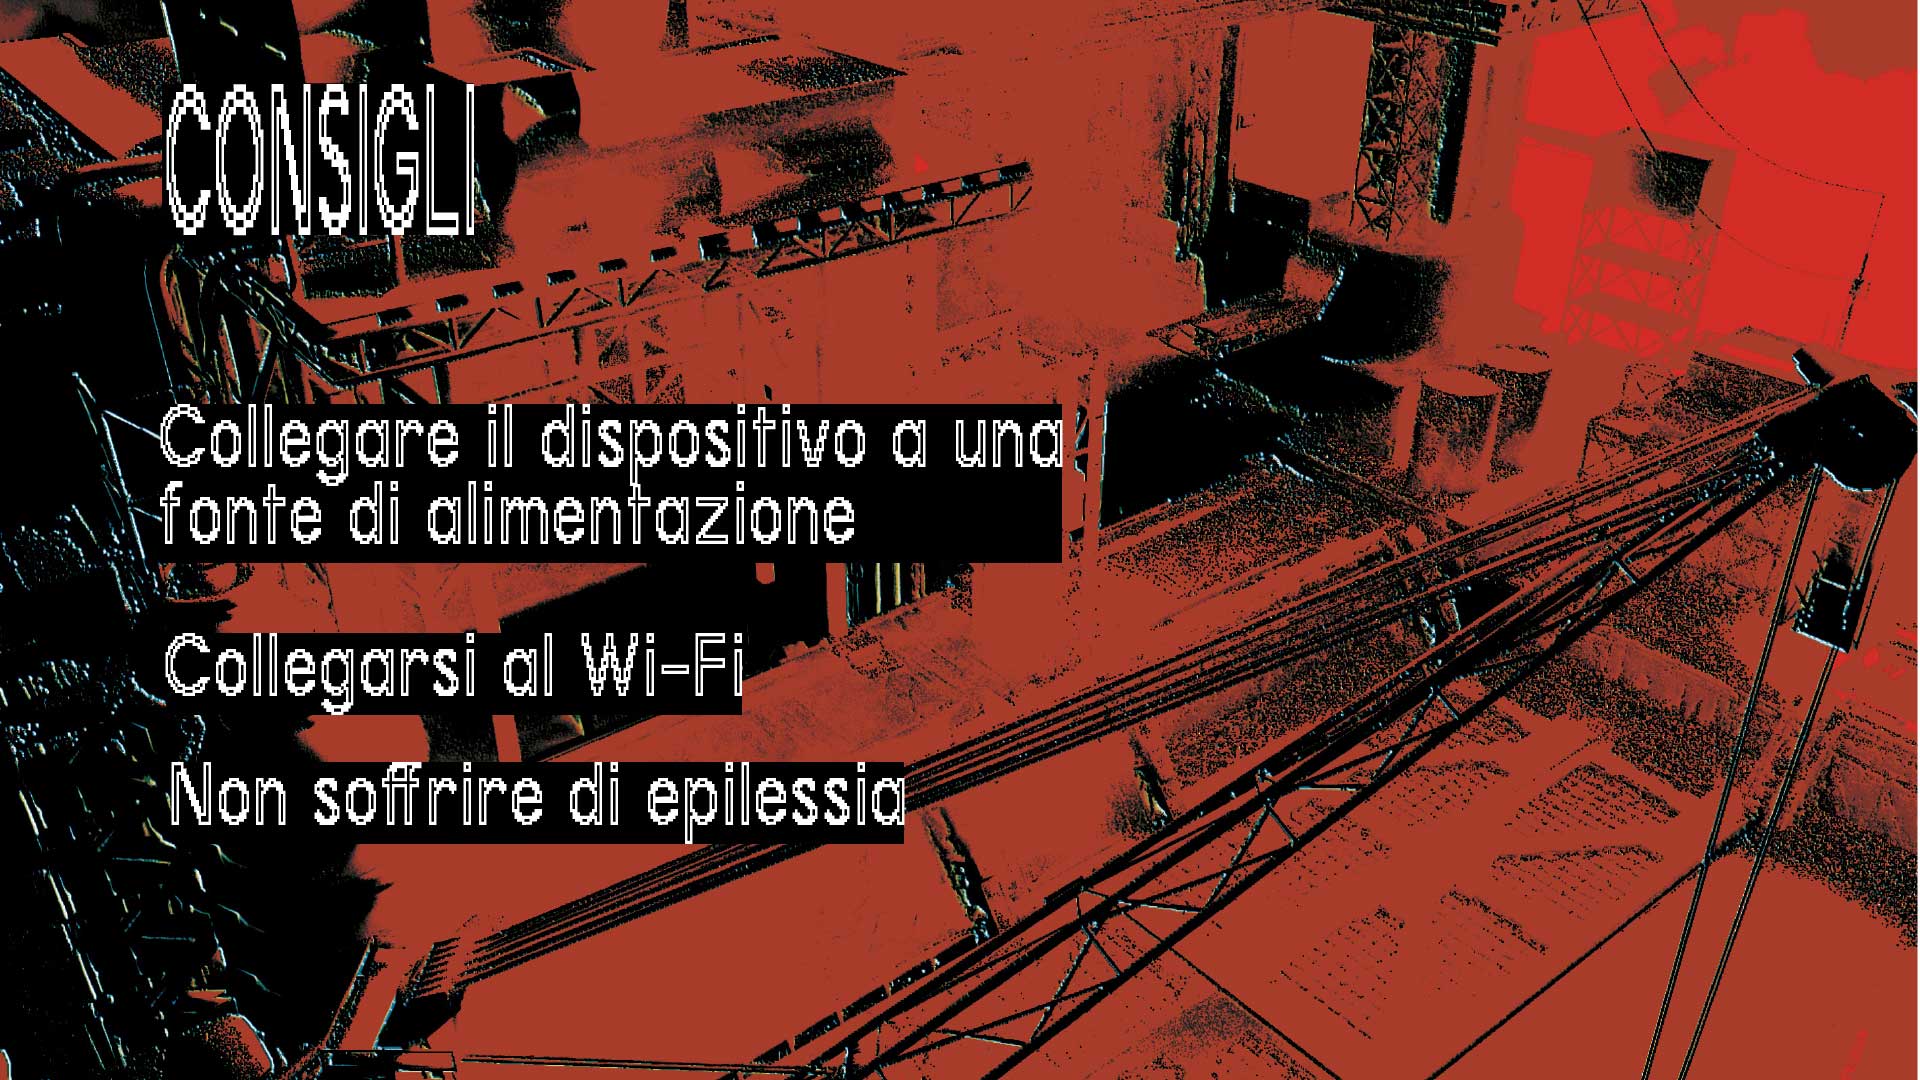 CONSIGLI
Collegare il dispositivo a una
fonte di alimentazione
Collegarsi al Wi-Fi
Non soffrire di epilessia